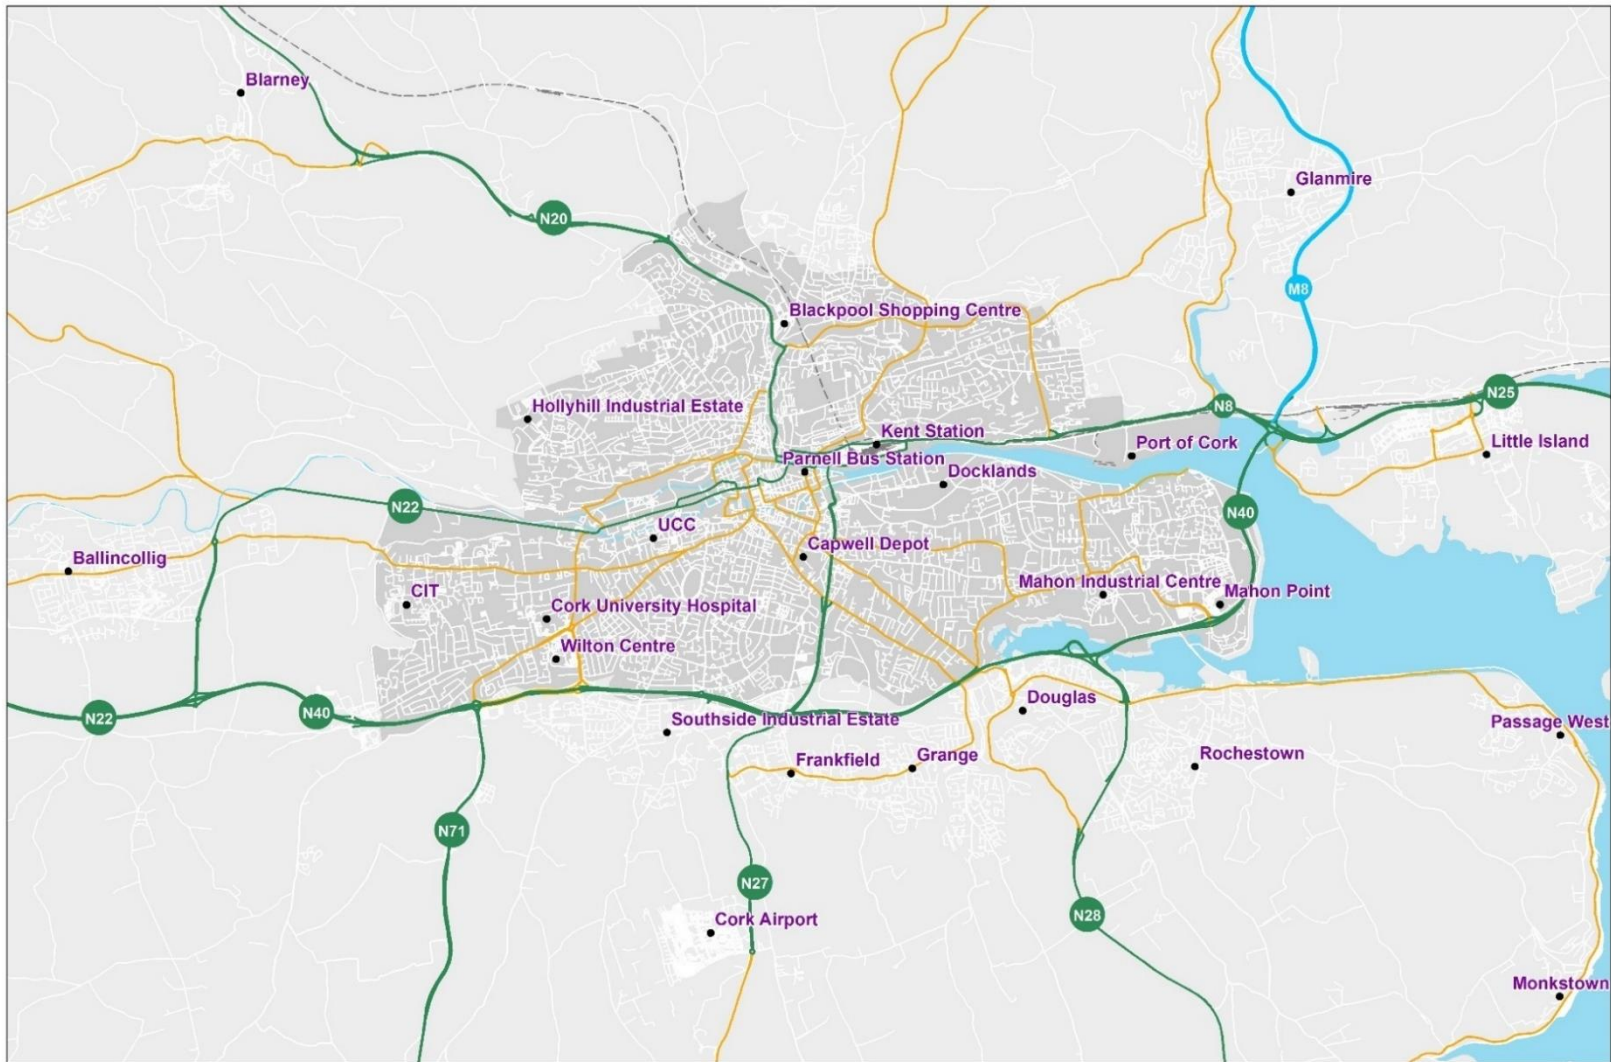 Blarney
Glanmire
N20
M8
Blackpool Shopping Centre
N25
Hollyhill Industrial Estate
N8
Kent Station
Port of Cork
Little Island
Parnell Bus Station
Docklands
N22
N40
UCC
Capwell Depot
Ballincollig
CIT
Mahon Industrial Centre
Mahon Point
Cork University Hospital
Wilton Centre
Douglas
N22
N40
Southside Industrial Estate
Passage West
Frankfield
Grange
Rochestown
N71
N27
N28
Cork Airport
Monkstown